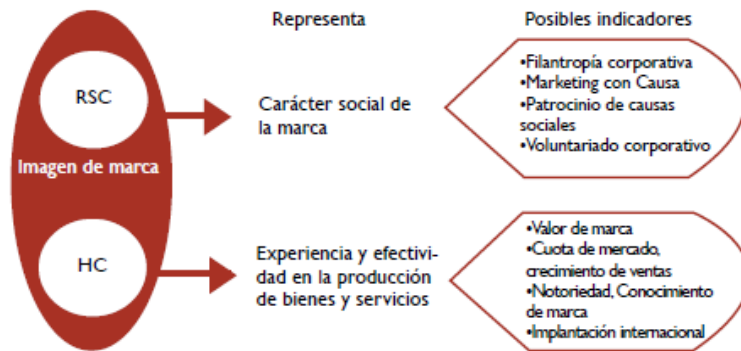 Representa
Posibles indicadores
RSC
Carácter social de
la marca
•Filantropía corporativa
•Marketing con Causa
•Patrocinio de causas
sociales
•Voluntariado corporativo
Imagen de marca
HC
Experiencia y efectivi-
dad en la producción
de bienes y servicios
•Valor de marca
•Cuota de mercado,
crecimiento de ventas
•Notoriedad, Conocimiento
de marca
•Implantación internacional